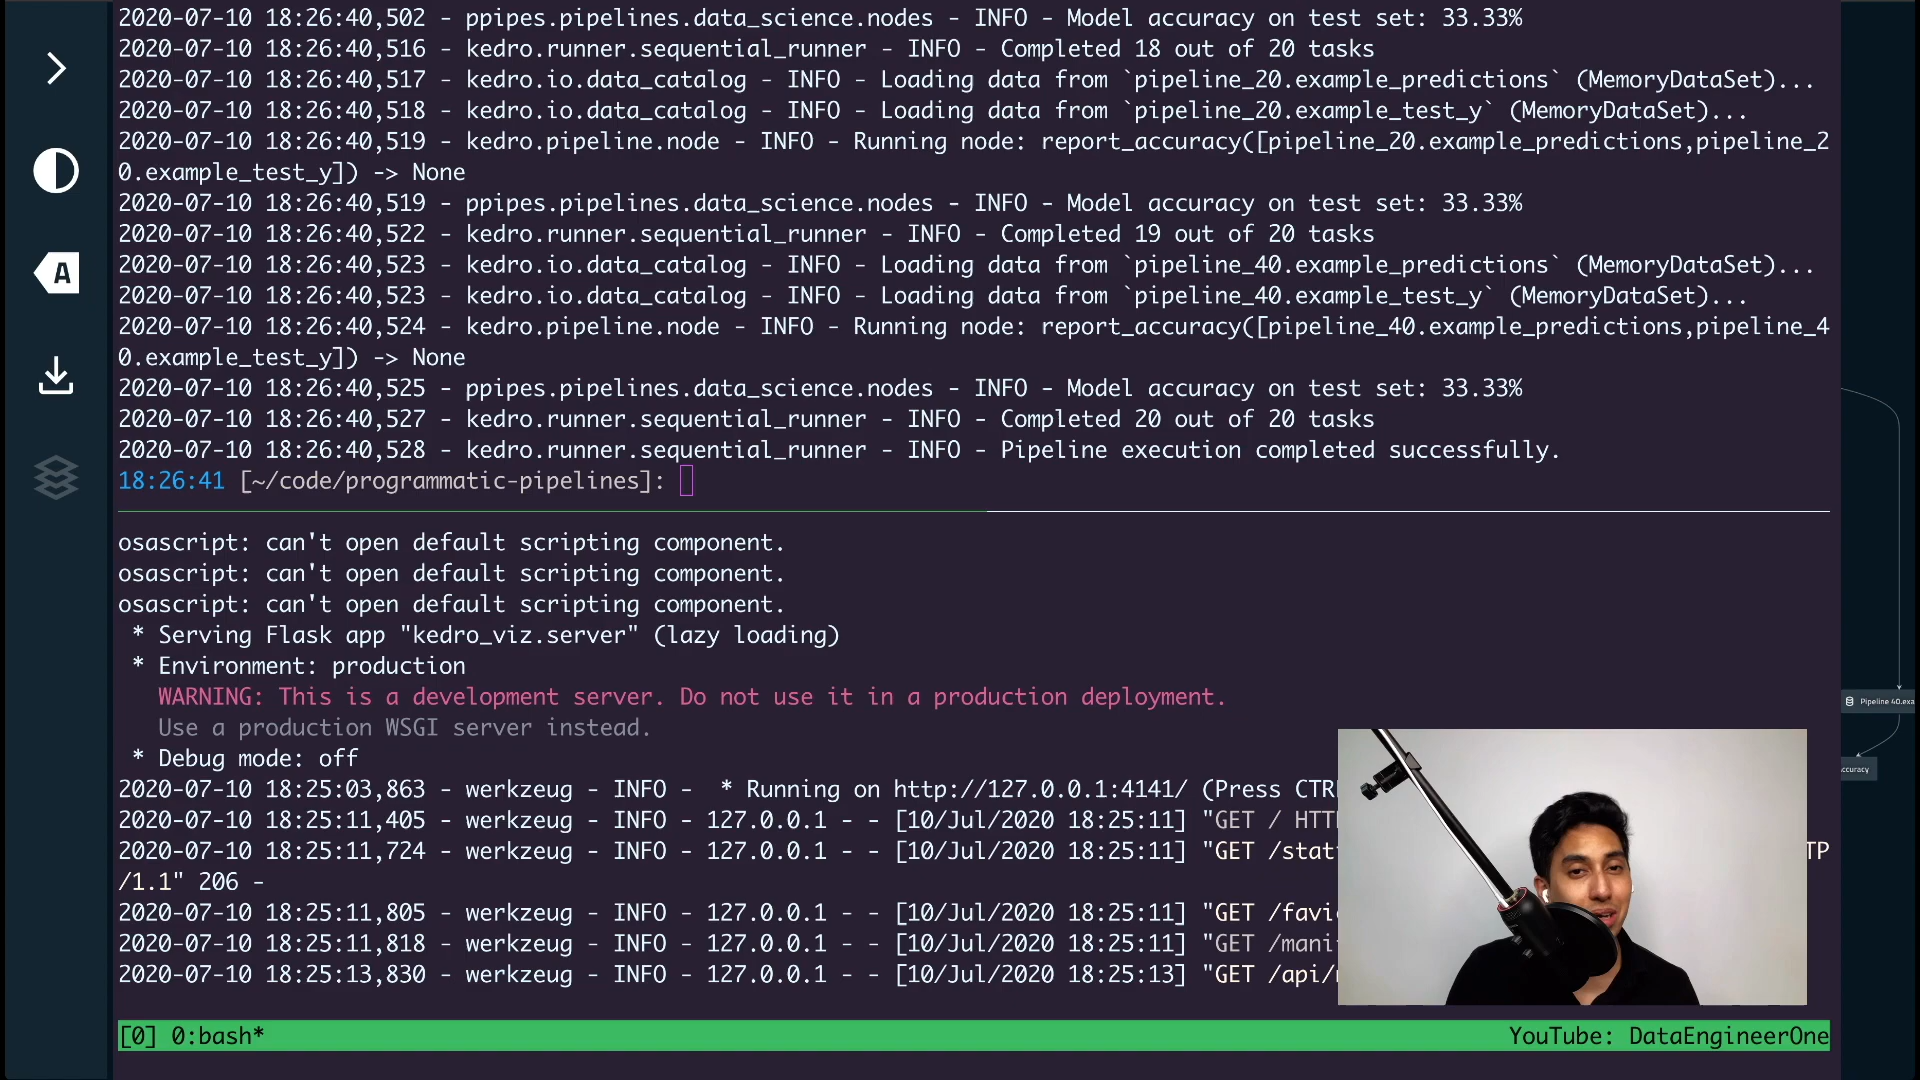 2020-07-10 18:26:40,502 - ppipes.pipelines.data_science.nodes - INFO - Model accuracy on test set: 33.33%
2020-07-10 18:26:40,516 - kedro.runner.sequential_runner - INFO - Completed 18 out of 20 tasks
2020-07-10 18:26:40,517 - kedro.io.data_catalog - INFO - Loading data from `pipeline_20.example_predictions` (MemoryDataSet)...
2020-07-10 18:26:40,518 - kedro.io.data_catalog - INFO - Loading data from `pipeline_20.example_test_y` (MemoryDataSet)...
2020-07-10 18:26:40,519 - kedro.pipeline.node - INFO - Running node: report_accuracy([pipeline_20.example_predictions,pipeline_2
0.example_test_y]) -> None
2020-07-10 18:26:40,519 - ppipes.pipelines.data_science.nodes - INFO - Model accuracy on test set: 33.33%
2020-07-10 18:26:40,522 - kedro.runner.sequential_runner - INFO - Completed 19 out of 20 tasks
2020-07-10 18:26:40,523 - kedro.io.data_catalog - INFO - Loading data from `pipeline_40.example_predictions` (MemoryDataSet)...
2020-07-10 18:26:40,523 - kedro.io.data_catalog - INFO - Loading data from `pipeline_40.example_test_y` (MemoryDataSet)...
2020-07-10 18:26:40,524 - kedro.pipeline.node - INFO - Running node: report_accuracy([pipeline_40.example_predictions,pipeline_4
0.example_test_y]) -> None
2020-07-10 18:26:40,525 - ppipes.pipelines.data_science.nodes - INFO - Model accuracy on test set: 33.33%
2020-07-10 18:26:40,527 - kedro.runner.sequential_runner - INFO - Completed 20 out of 20 tasks
2020-07-10 18:26:40,528 - kedro.runner.sequential_runner - INFO - Pipeline execution completed successfully.
18:26:41 [~/code/programmatic-pipelines]:
osascript: can't open default scripting component.
osascript: can't open default scripting component.
osascript: can't open default scripting component.
* Serving Flask app "kedro_viz.server" (lazy loading)
* Environment: production
WARNING: This is a development server. Do not use it in a production deployment.
Use a production WSGI server instead.
* Debug mode: off
2020-07-10 18:25:03,863 - werkzeug - INFO -  * Running on http://127.0.0.1:4141/ (Press CTR
2020-07-10 18:25:11,405 - werkzeug - INFO - 127.0.0.1 - - [10/Jul/2020 18:25:11] "GET / HTT
2020-07-10 18:25:11,724 - werkzeug - INFO - 127.0.0.1 - - [10/Jul/2020 18:25:11] "GET /stat TP
/1.1" 206 -
2020-07-10 18:25:11,805 - werkzeug - INFO - 127.0.0.1 - - [10/Jul/2020 18:25:11] "GET /favi
2020-07-10 18:25:11,818 - werkzeug - INFO - 127.0.0.1 - - [10/Jul/2020 18:25:11] "GET /mani
2020-07-10 18:25:13,830 - werkzeug - INFO - 127.0.0.1 - - [10/Jul/2020 18:25:13] "GET /api/
[0] 0:bash* YouTube: DataEngineerOne
A
Pipeline 40.exa
ccuracy